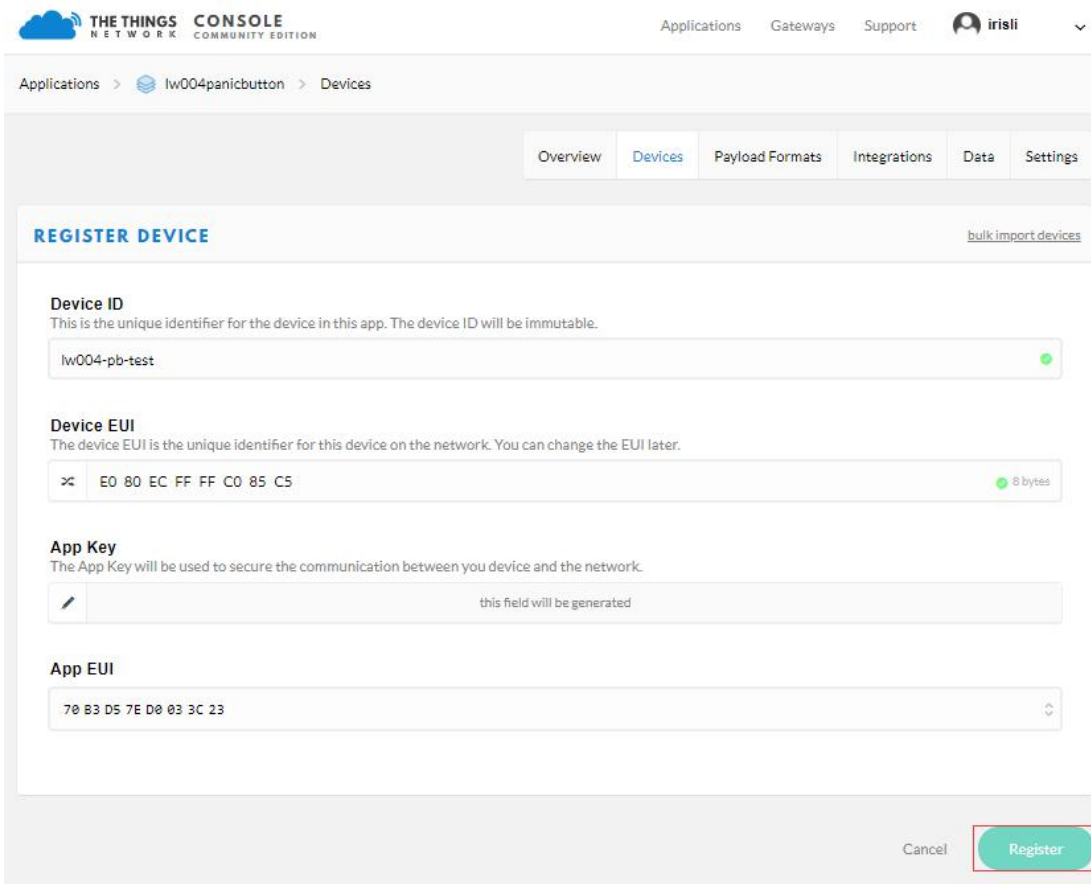 THE THINGS NETWORK CONSOLE COMMUNITY EDITION
Applications Gateways Support irisli
Applications > lw004panicbutton > Devices
Overview Devices Payload Formats Integrations Data Settings
REGISTER DEVICE bulk import devices
Device ID
This is the unique identifier for the device in this app. The device ID will be immutable.
lw004-pb-test
Device EUI
The device EUI is the unique identifier for this device on the network. You can change the EUI later.
E0 80 EC FF FF C0 85 C5 8 bytes
App Key
The App Key will be used to secure the communication between you device and the network.
this field will be generated
App EUI
70 B3 D5 7E D0 03 3C 23
Cancel Register